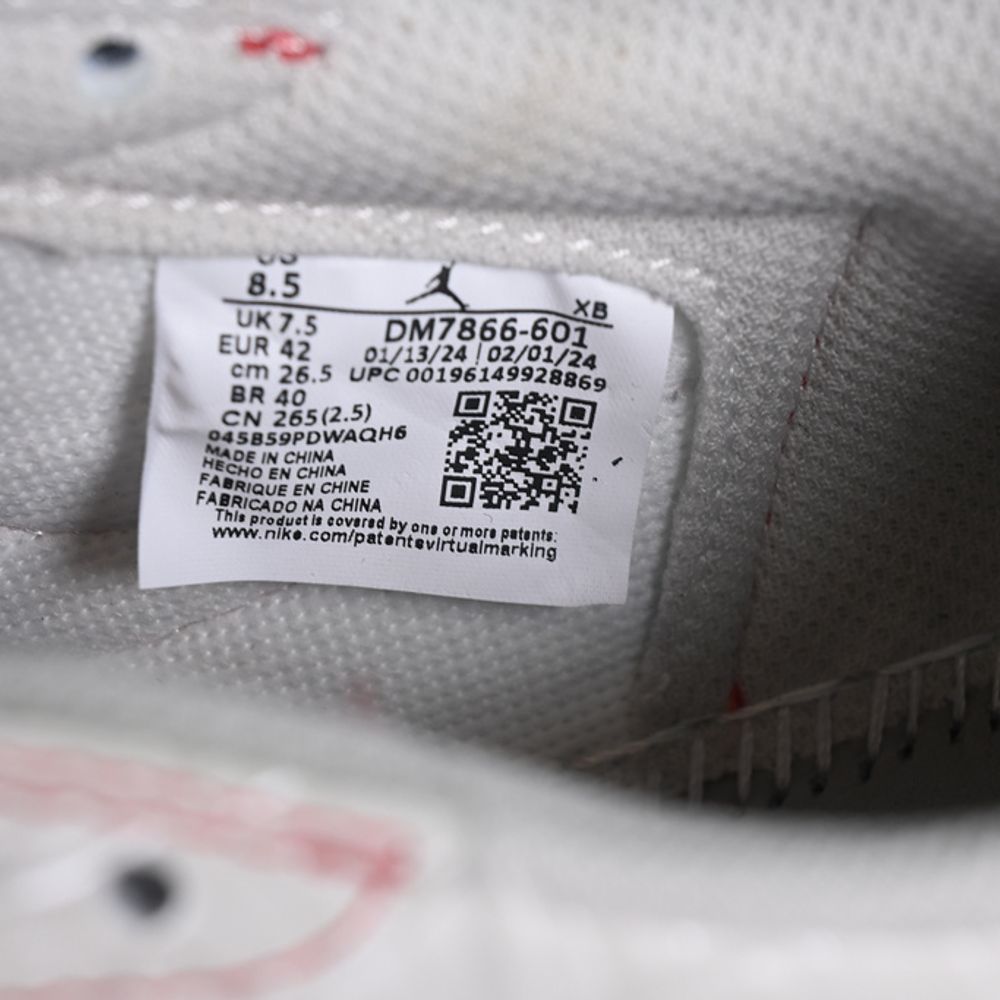 US
8.5
XB
UK 7.5
DM7866-601
EUR 42
01/13/24 | 02/01/24
cm 26.5
UPC 00196149928869
BR 40
CN 265(2.5)
045B59PDWAQH6
MADE IN CHINA
HECHO EN CHINA
FABRIQUE EN CHINE
FABRICADO NA CHINA
This product is covered by one or more patents:
www.nike.com/patentsvirtualmarking